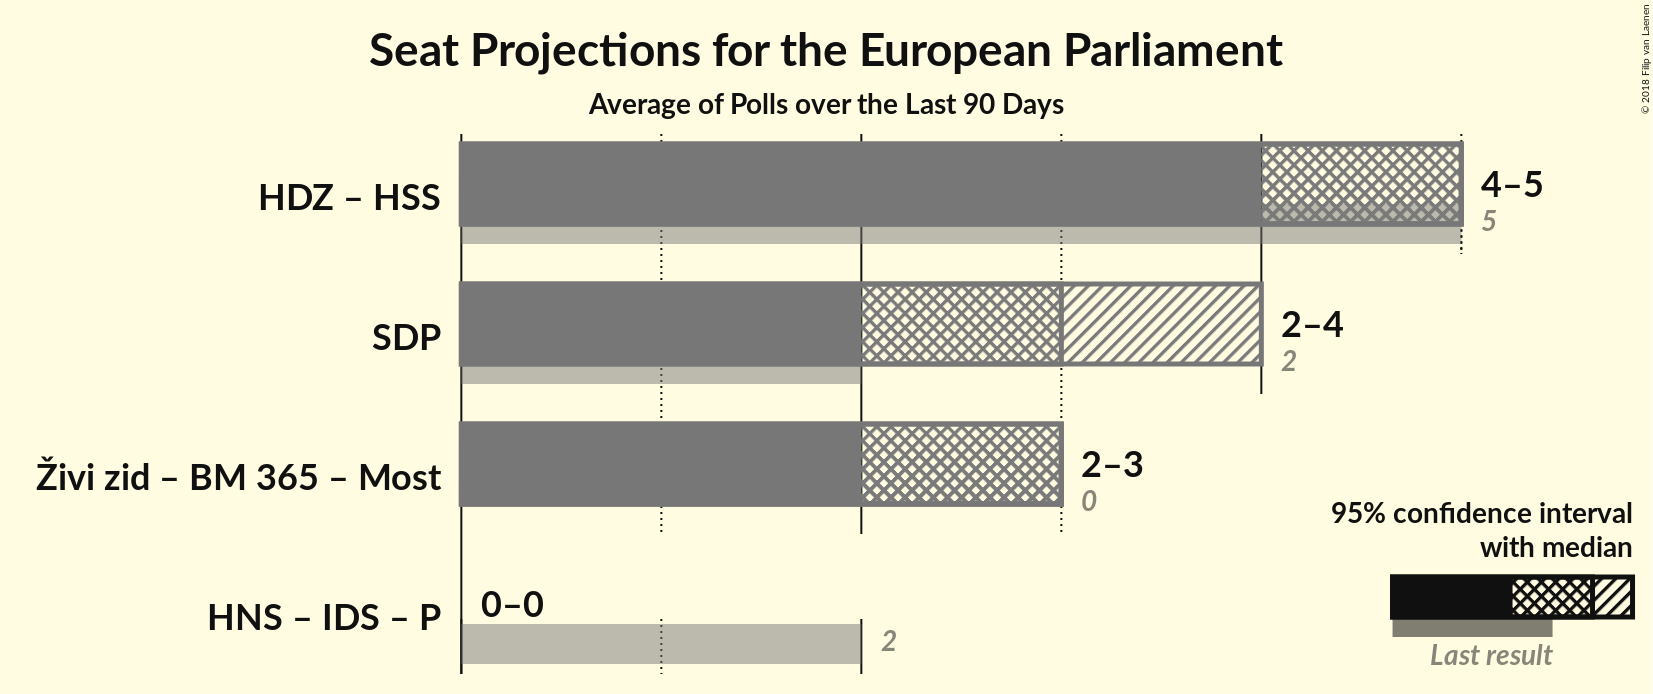 Seat Projections for the European Parliament
Average of Polls over the Last 90 Days
© 2018 Filip van Laenen
HDZ – HSS
4–5
5
SDP
2–4
2
Živi zid – BM 365 – Most
2–3
0
HNS – IDS – P
0–0
2
95% confidence interval
with median
Last result